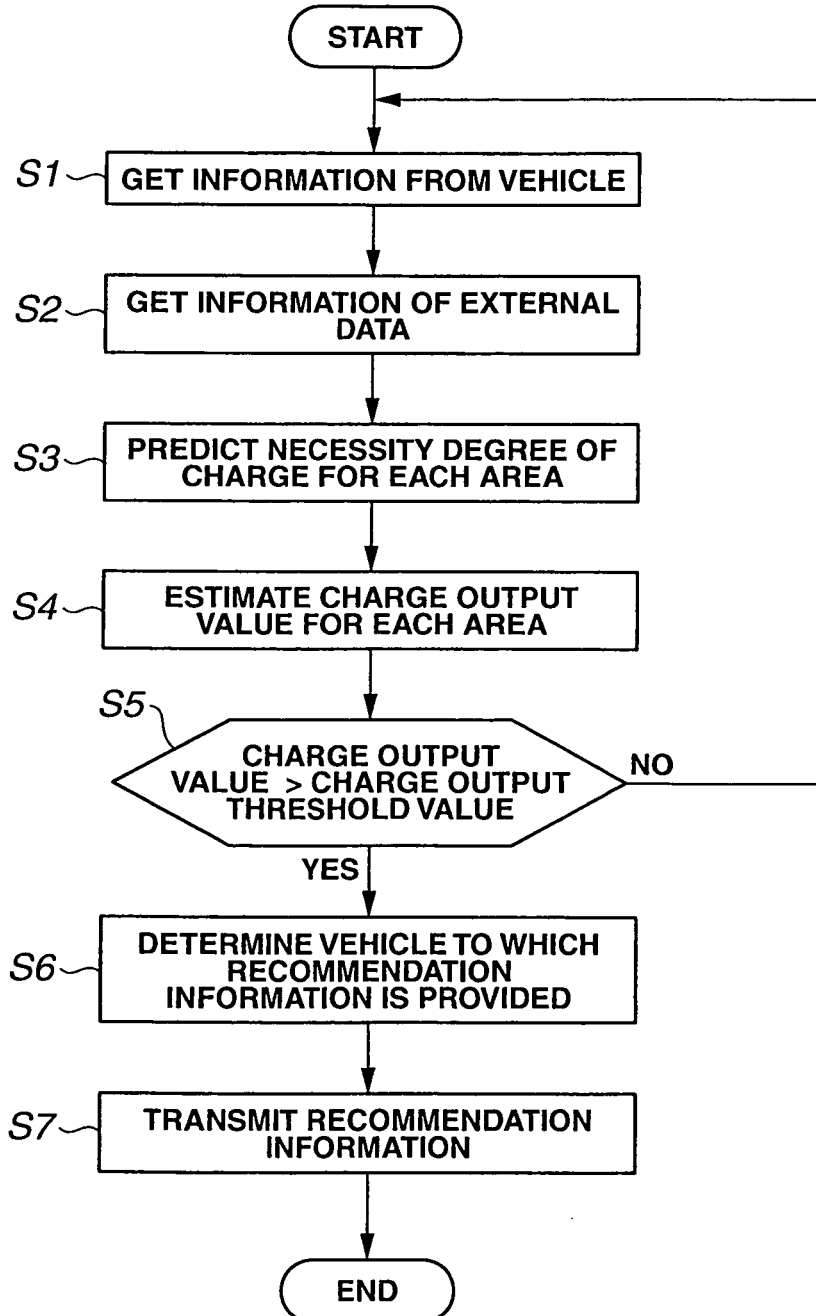 START
S1
GET INFORMATION FROM VEHICLE
S2
GET INFORMATION OF EXTERNAL
DATA
S3
PREDICT NECESSITY DEGREE OF
CHARGE FOR EACH AREA
S4
ESTIMATE CHARGE OUTPUT
VALUE FOR EACH AREA
S5
CHARGE OUTPUT
VALUE > CHARGE OUTPUT
THRESHOLD VALUE
NO
YES
S6
DETERMINE VEHICLE TO WHICH
RECOMMENDATION
INFORMATION IS PROVIDED
S7
TRANSMIT RECOMMENDATION
INFORMATION
END